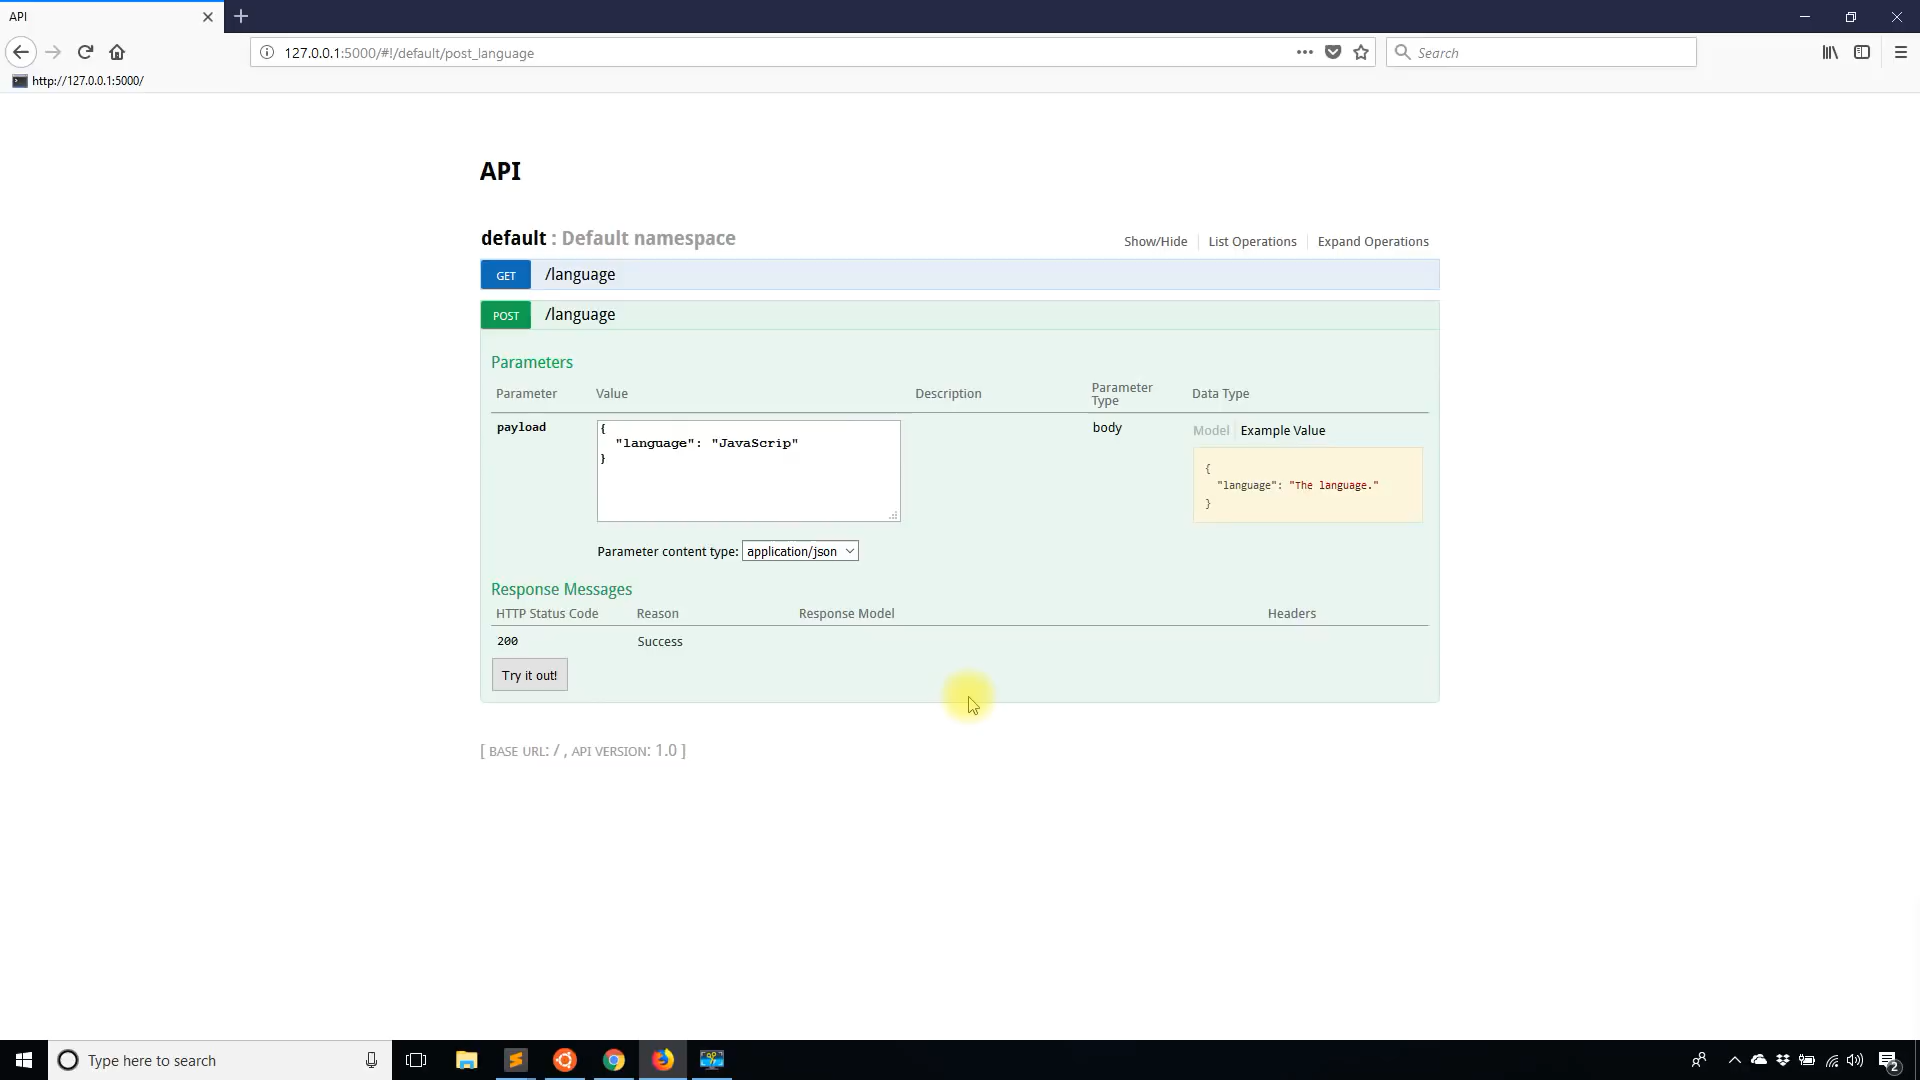 API
127.0.0.1:5000/#!/default/post_language
Search
http://127.0.0.1:5000/
API
default : Default namespace
Show/Hide
List Operations
Expand Operations
GET
/language
POST
/language
Parameters
Parameter
Value
Description
Parameter
Type
Data Type
payload
{
"language": "JavaScrip"
}
body
Model
Example Value
{
"language": "The language."
}
Parameter content type:
application/json
Response Messages
HTTP Status Code
Reason
Response Model
Headers
200
Success
Try it out!
[ BASE URL: / , API VERSION: 1.0 ]
Type here to search
2